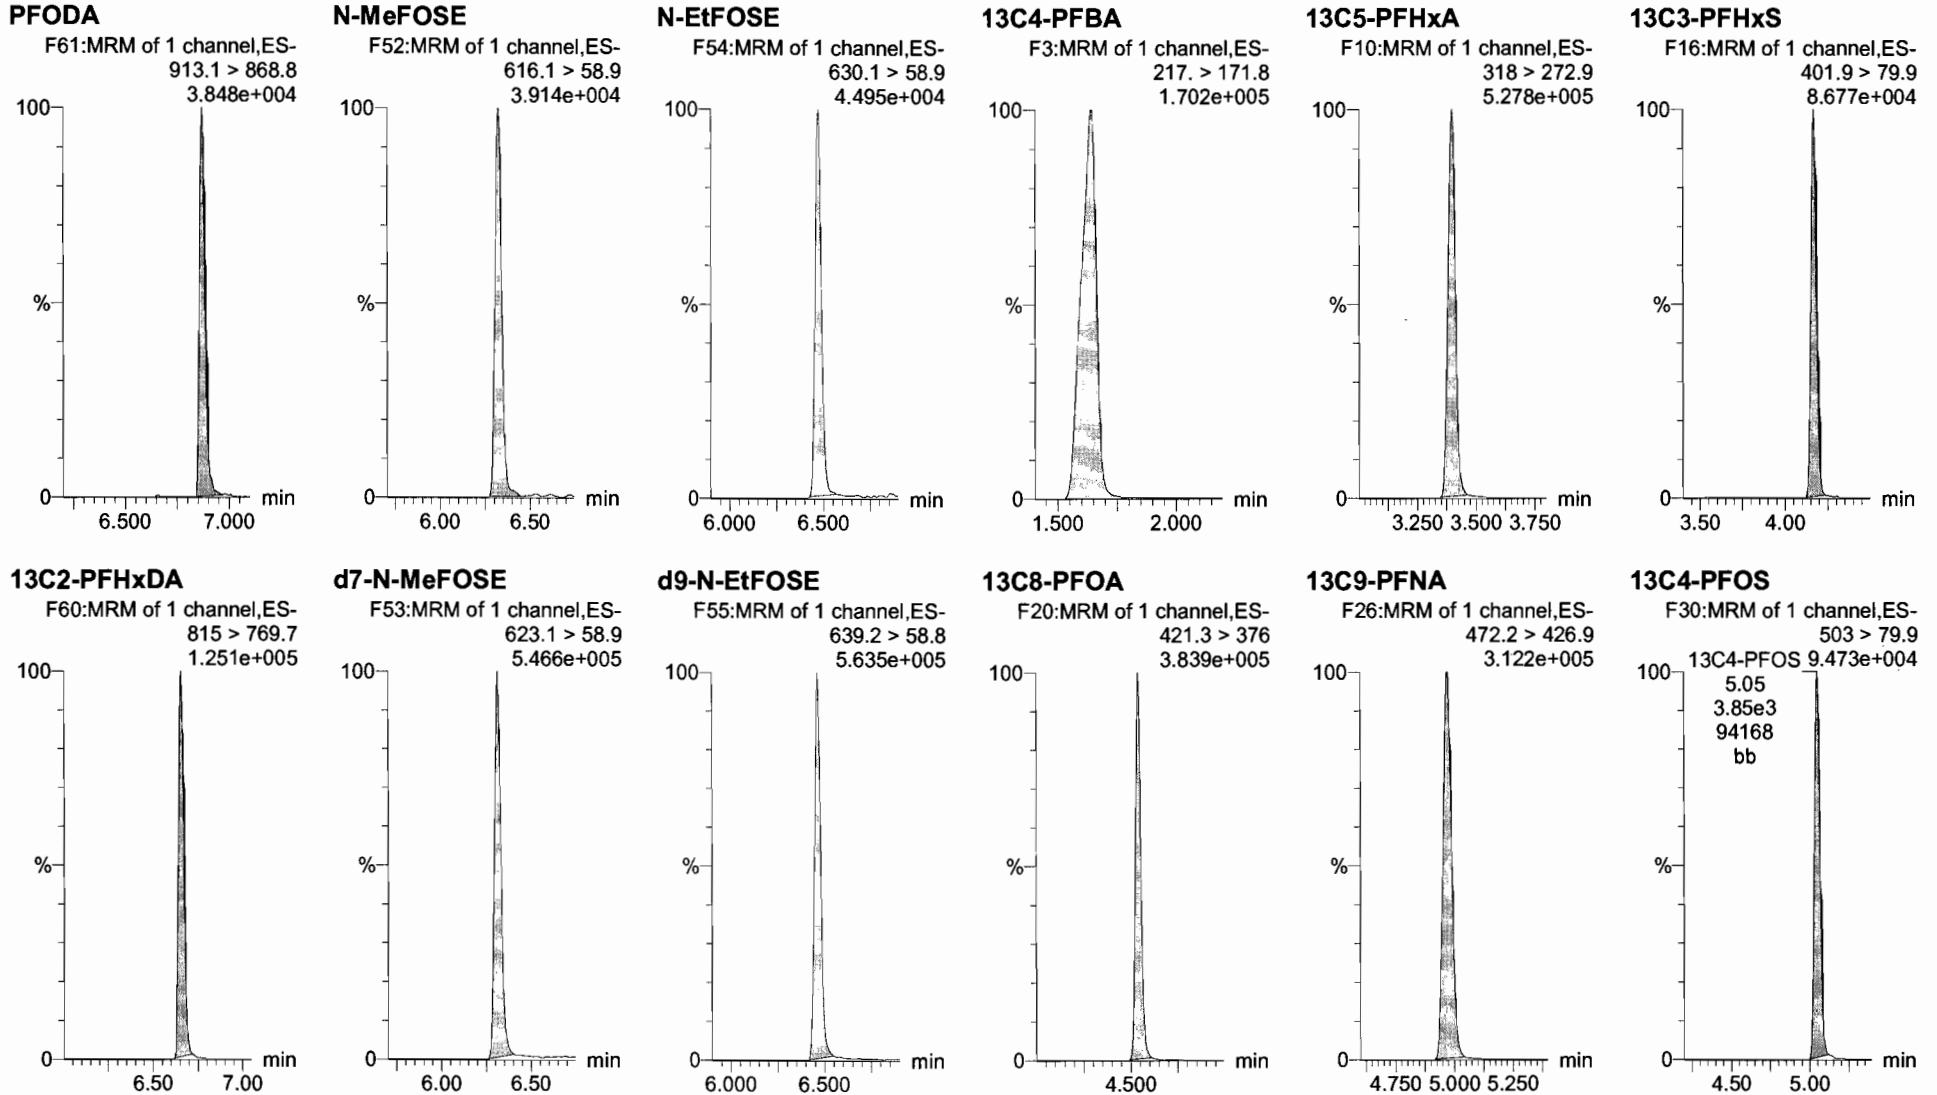 PFODA
F61:MRM of 1 channel,ES-
913.1 > 868.8
3.848e+004
100
%
0
min
6.500 7.000
N-MeFOSE
F52:MRM of 1 channel,ES-
616.1 > 58.9
3.914e+004
100
%
0
min
6.00 6.50
N-EtFOSE
F54:MRM of 1 channel,ES-
630.1 > 58.9
4.495e+004
100
%
0
min
6.000 6.500
13C4-PFBA
F3:MRM of 1 channel,ES-
217. > 171.8
1.702e+005
100
%
0
min
1.500 2.000
13C5-PFHxA
F10:MRM of 1 channel,ES-
318 > 272.9
5.278e+005
100
%
0
min
3.250 3.500 3.750
13C3-PFHxS
F16:MRM of 1 channel,ES-
401.9 > 79.9
8.677e+004
100
%
0
min
3.50 4.00
13C2-PFHxDA
F60:MRM of 1 channel,ES-
815 > 769.7
1.251e+005
100
%
0
min
6.50 7.00
d7-N-MeFOSE
F53:MRM of 1 channel,ES-
623.1 > 58.9
5.466e+005
100
%
0
min
6.00 6.50
d9-N-EtFOSE
F55:MRM of 1 channel,ES-
639.2 > 58.8
5.635e+005
100
%
0
min
6.000 6.500
13C8-PFOA
F20:MRM of 1 channel,ES-
421.3 > 376
3.839e+005
100
%
0
min
4.500
13C9-PFNA
F26:MRM of 1 channel,ES-
472.2 > 426.9
3.122e+005
100
%
0
min
4.750 5.000 5.250
13C4-PFOS
F30:MRM of 1 channel,ES-
503 > 79.9
13C4-PFOS 9.473e+004
100
5.05
3.85e3
94168
bb
%
0
min
4.50 5.00